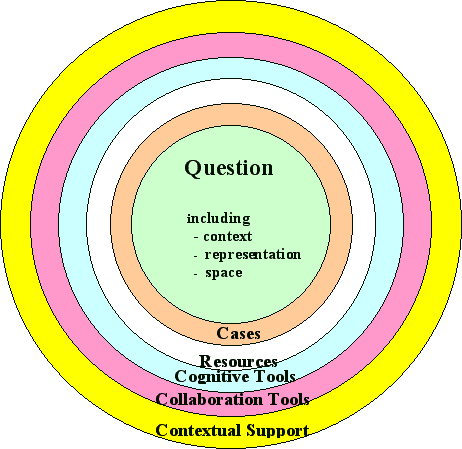 Question
including
- context
- representation
- space
Cases
Resources
Cognitive Tools
Collaboration Tools
Contextual Support